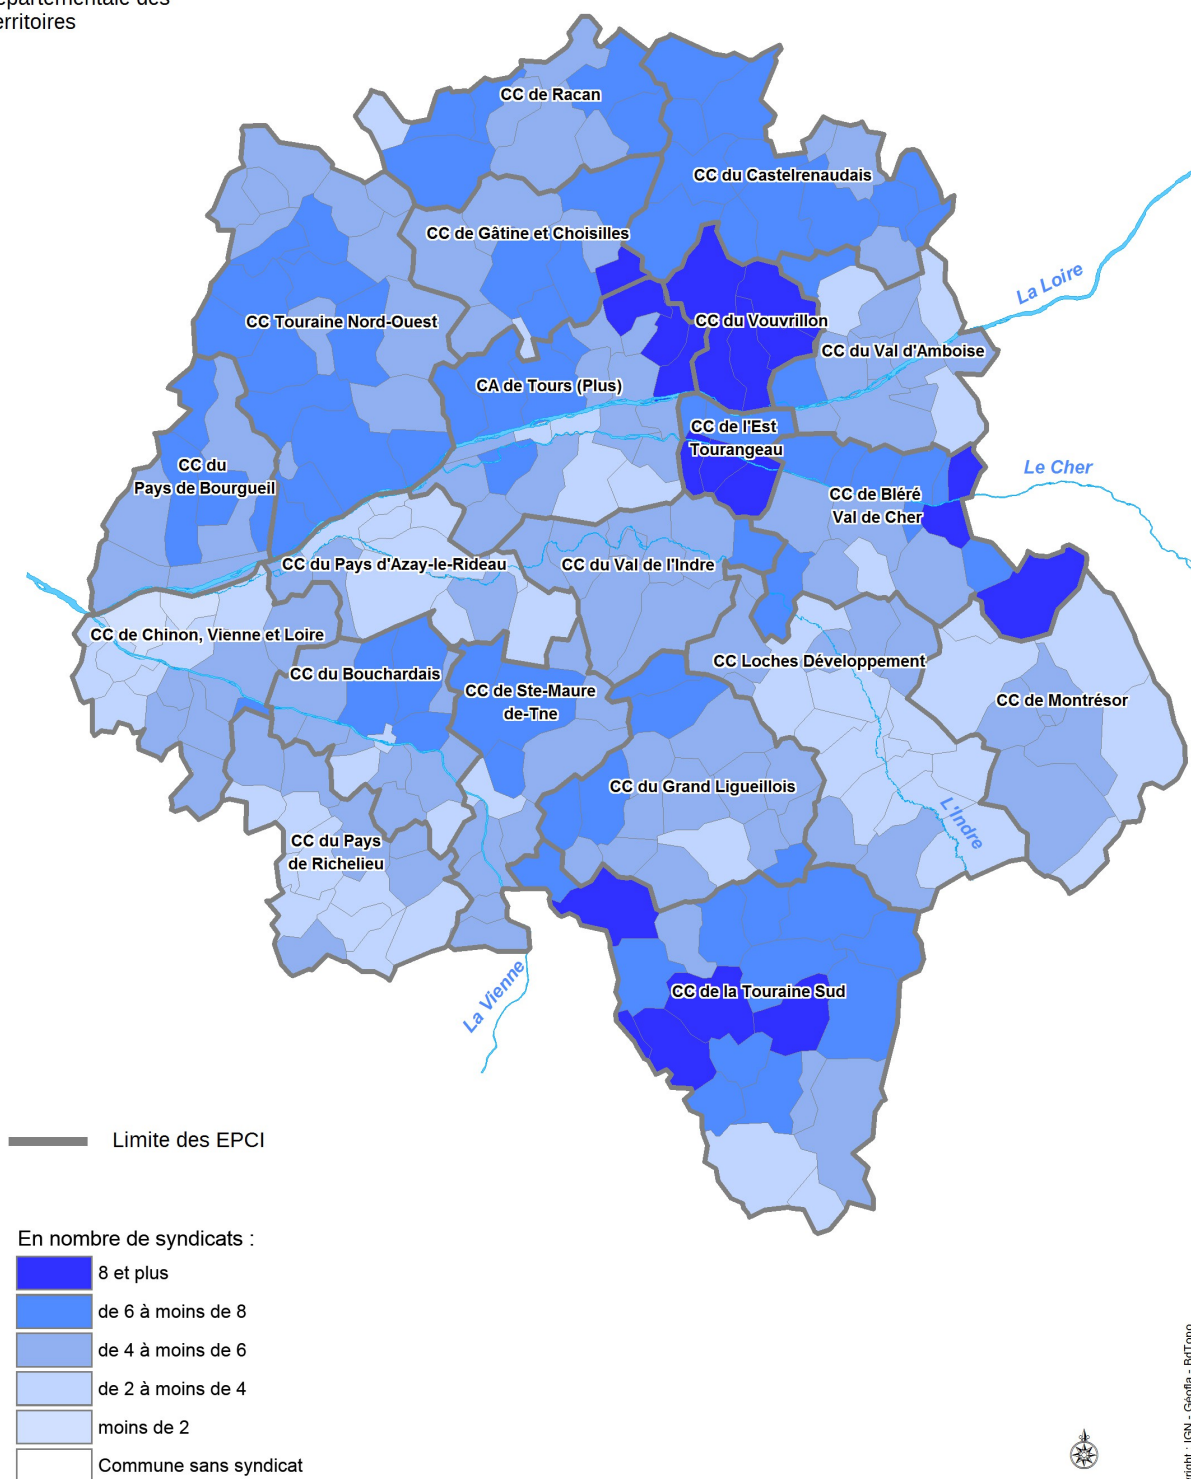 épartementale des
erritoires
CC de Racan
CC du Castelrenaudais
CC de Gâtine et Choisilles
La Loire
CC Touraine Nord-Ouest
CC du Vouvrillon
CC du Val d'Amboise
CA de Tours (Plus)
CC de l'Est
Tourangeau
CC du
Pays de Bourgueil
Le Cher
CC de Bléré
Val de Cher
CC du Pays d'Azay-le-Rideau
CC du Val de l'Indre
CC de Chinon, Vienne et Loire
CC Loches Développement
CC du Bouchardais
CC de Ste-Maure
de-Tne
CC de Montrésor
CC du Grand Ligueillois
L'Indre
CC du Pays
de Richelieu
La Vienne
CC de la Touraine Sud
Limite des EPCI
En nombre de syndicats :
8 et plus
de 6 à moins de 8
de 4 à moins de 6
de 2 à moins de 4
moins de 2
Commune sans syndicat
right : IGN - Géofla - BdTopo